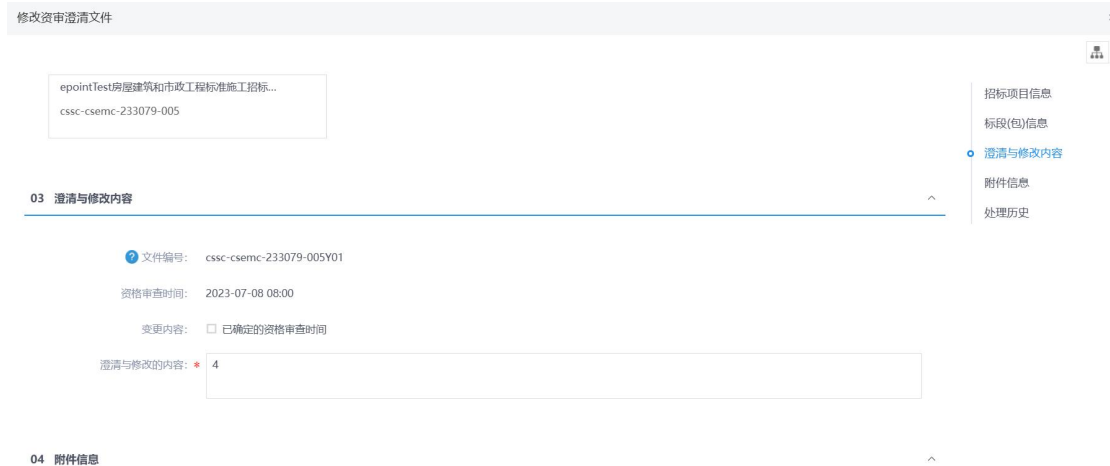 修改资审澄清文件
epointTest房屋建筑和市政工程标准施工招标...
cssc-csemc-233079-005
招标项目信息
标段(包)信息
澄清与修改内容
附件信息
处理历史
03 澄清与修改内容
? 文件编号: cssc-csemc-233079-005Y01
资格审查时间: 2023-07-08 08:00
变更内容: 已确定的资格审查时间
澄清与修改的内容: * 4
04 附件信息